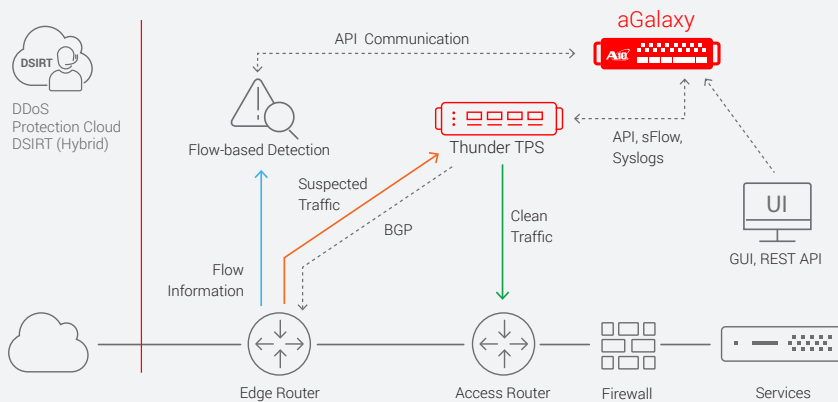 aGalaxy
A10
API Communication
DSIRT
DDoS
Protection Cloud
DSIRT (Hybrid)
Flow-based Detection
Thunder TPS
API, sFlow,
Syslogs
Suspected
Traffic
BGP
Clean
Traffic
UI
GUI, REST API
Flow
Information
Edge Router
Access Router
Firewall
Services